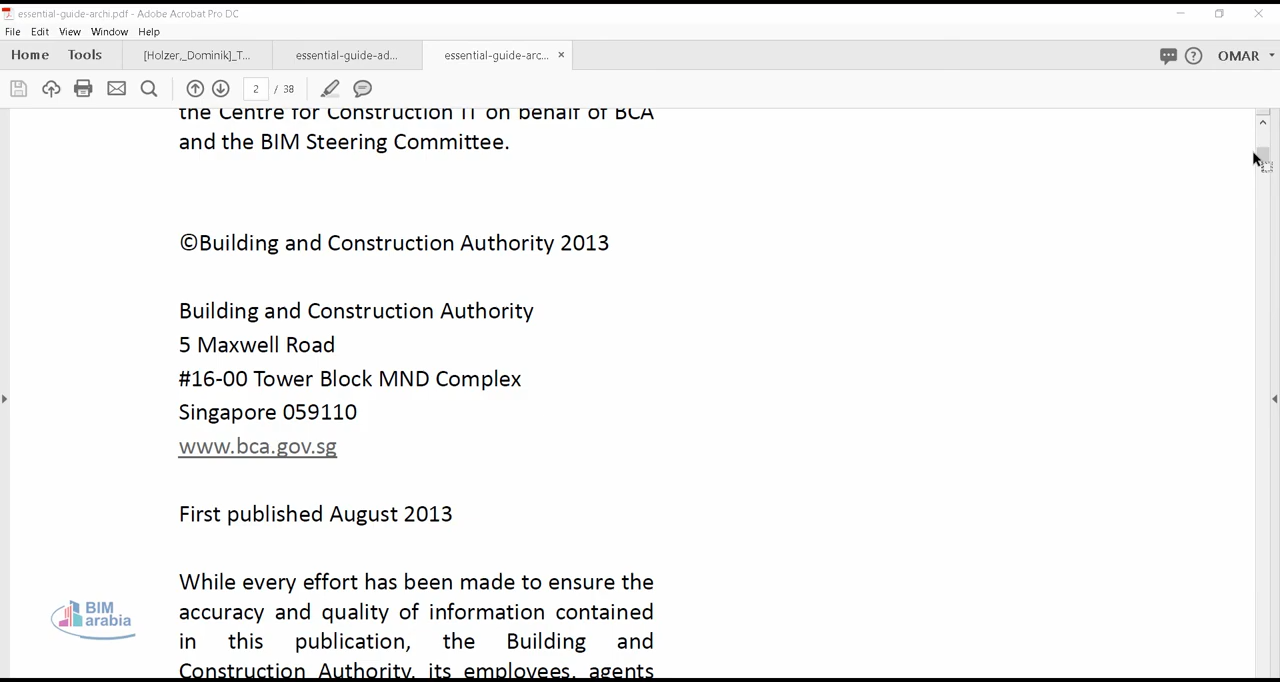 essential-guide-archi.pdf - Adobe Acrobat Pro DC
File Edit View Window Help
Home Tools [Holzer,_Dominik]_T... essential-guide-ad... essential-guide-arc... × ? OMAR
2 / 38
the Centre for Construction IT on behalf of BCA
and the BIM Steering Committee.
©Building and Construction Authority 2013
Building and Construction Authority
5 Maxwell Road
#16-00 Tower Block MND Complex
Singapore 059110
www.bca.gov.sg
First published August 2013
While every effort has been made to ensure the
accuracy and quality of information contained
in this publication, the Building and
Construction Authority, its employees, agents
BIM
arabia